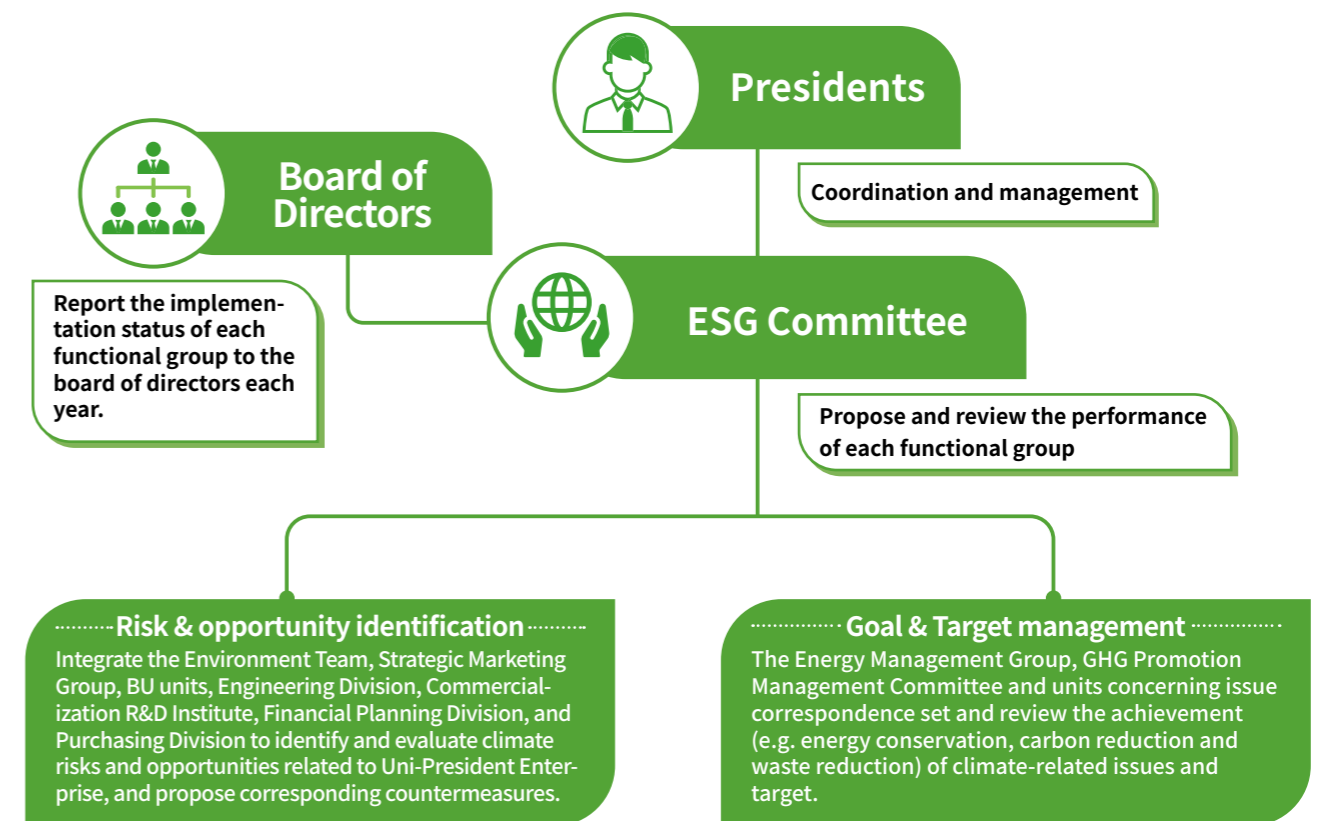 Presidents
Coordination and management
Board of
Directors
Report the implemen-
tation status of each
functional group to the
board of directors each
year.
ESG Committee
Propose and review the performance
of each functional group
Risk & opportunity identification
Integrate the Environment Team, Strategic Marketing
Group, BU units, Engineering Division, Commercial-
ization R&D Institute, Financial Planning Division, and
Purchasing Division to identify and evaluate climate
risks and opportunities related to Uni-President Enter-
prise, and propose corresponding countermeasures.
Goal & Target management
The Energy Management Group, GHG Promotion
Management Committee and units concerning issue
correspondence set and review the achievement
(e.g. energy conservation, carbon reduction and
waste reduction) of climate-related issues and
target.